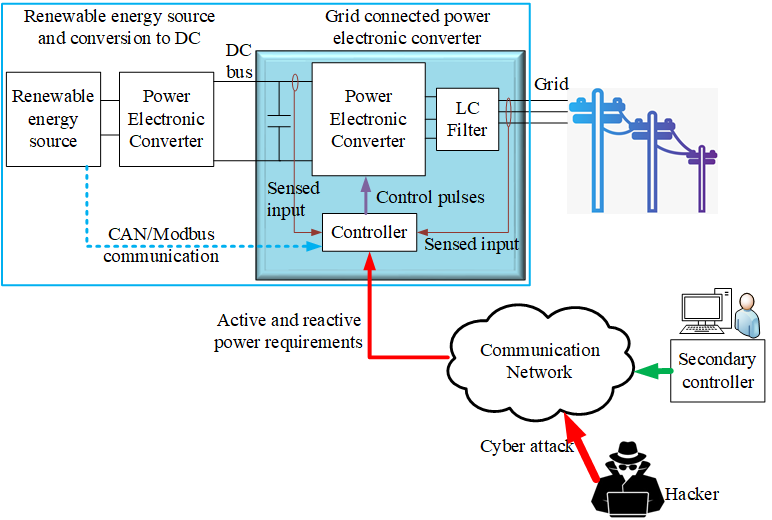 Renewable energy source
and conversion to DC
Grid connected power
electronic converter
DC
bus
Grid
Renewable
energy
source
Power
Electronic
Converter
Power
Electronic
Converter
LC
Filter
Sensed
input
Control pulses
Controller
Sensed input
CAN/Modbus
communication
Active and reactive
power requirements
Communication
Network
Secondary
controller
Cyber attack
Hacker